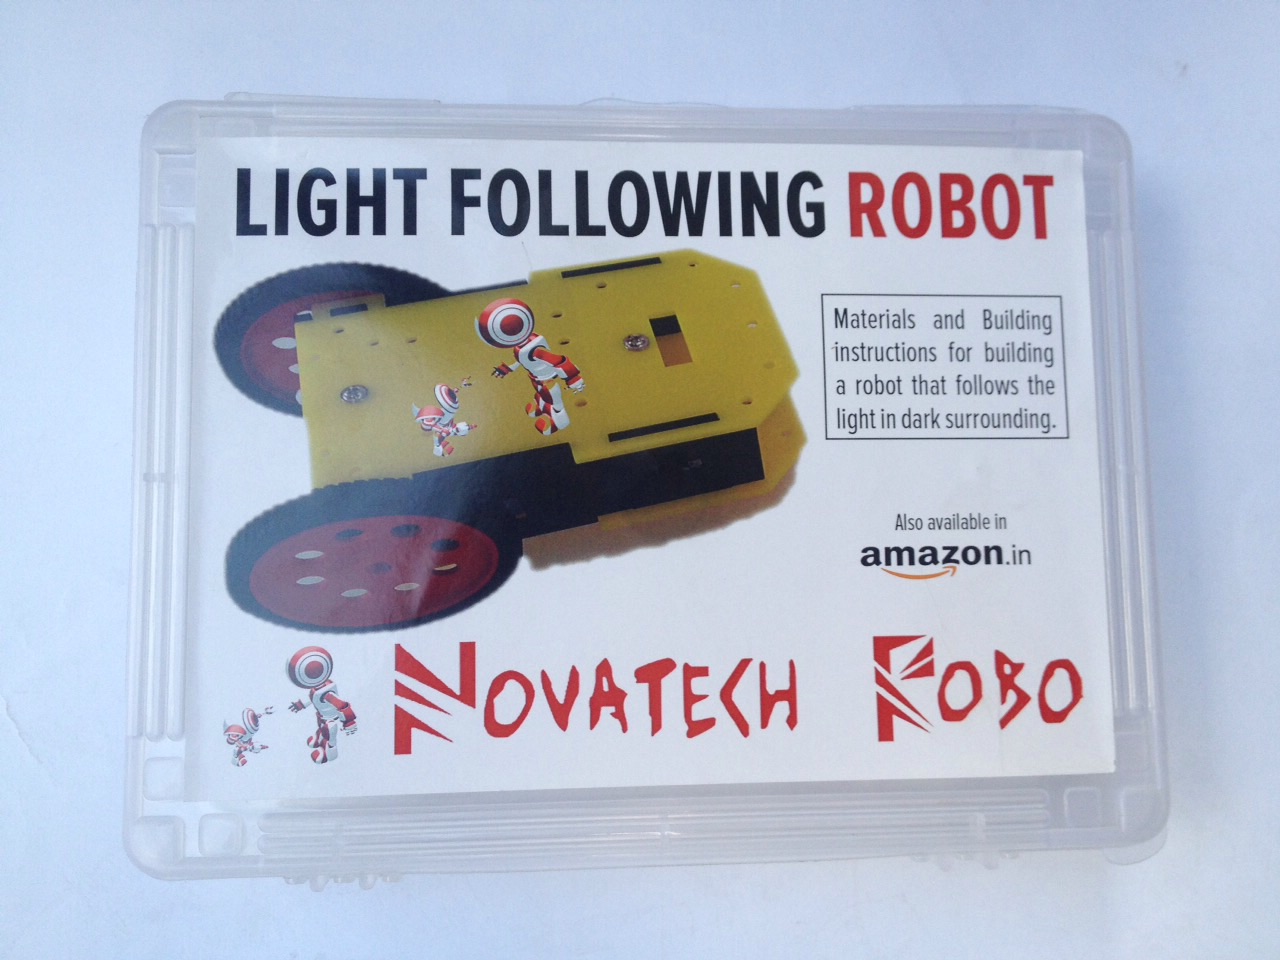 LIGHT FOLLOWING ROBOT
Materials and Building
instructions for building
a robot that follows the
light in dark surrounding.
Also available in
amazon.in
NOVATECH ROBO